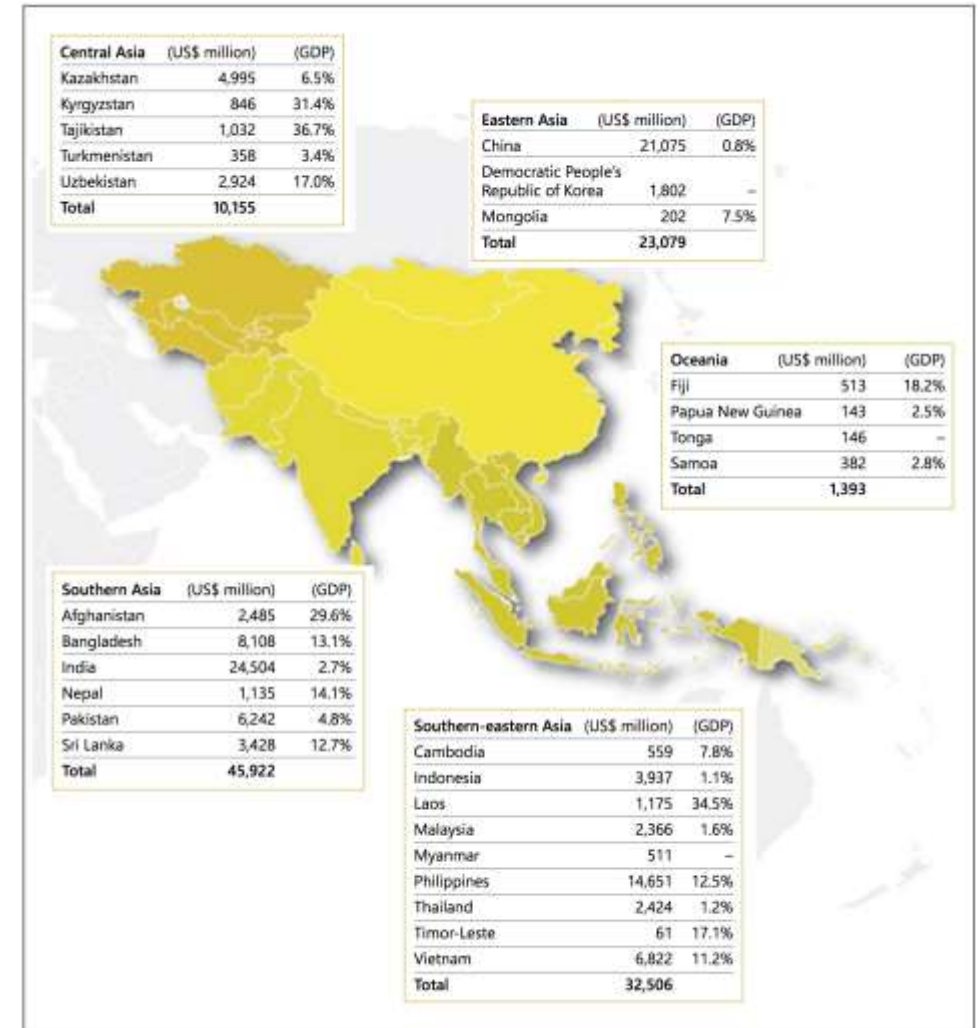 Central Asia (US$ million) (GDP)
Kazakhstan 4,995 6.5%
Kyrgyzstan 846 31.4%
Tajikistan 1,032 36.7%
Turkmenistan 358 3.4%
Uzbekistan 2,924 17.0%
Total 10,155
Eastern Asia (US$ million) (GDP)
China 21,075 0.8%
Democratic People's
Republic of Korea 1,802 –
Mongolia 202 7.5%
Total 23,079
Oceania (US$ million) (GDP)
Fiji 513 18.2%
Papua New Guinea 143 2.5%
Tonga 146 –
Samoa 382 2.8%
Total 1,393
Southern Asia (US$ million) (GDP)
Afghanistan 2,485 29.6%
Bangladesh 8,108 13.1%
India 24,504 2.7%
Nepal 1,135 14.1%
Pakistan 6,242 4.8%
Sri Lanka 3,428 12.7%
Total 45,922
Southern-eastern Asia (US$ million) (GDP)
Cambodia 559 7.8%
Indonesia 3,937 1.1%
Laos 1,175 34.5%
Malaysia 2,366 1.6%
Myanmar 511 –
Philippines 14,651 12.5%
Thailand 2,424 1.2%
Timor-Leste 61 17.1%
Vietnam 6,822 11.2%
Total 32,506